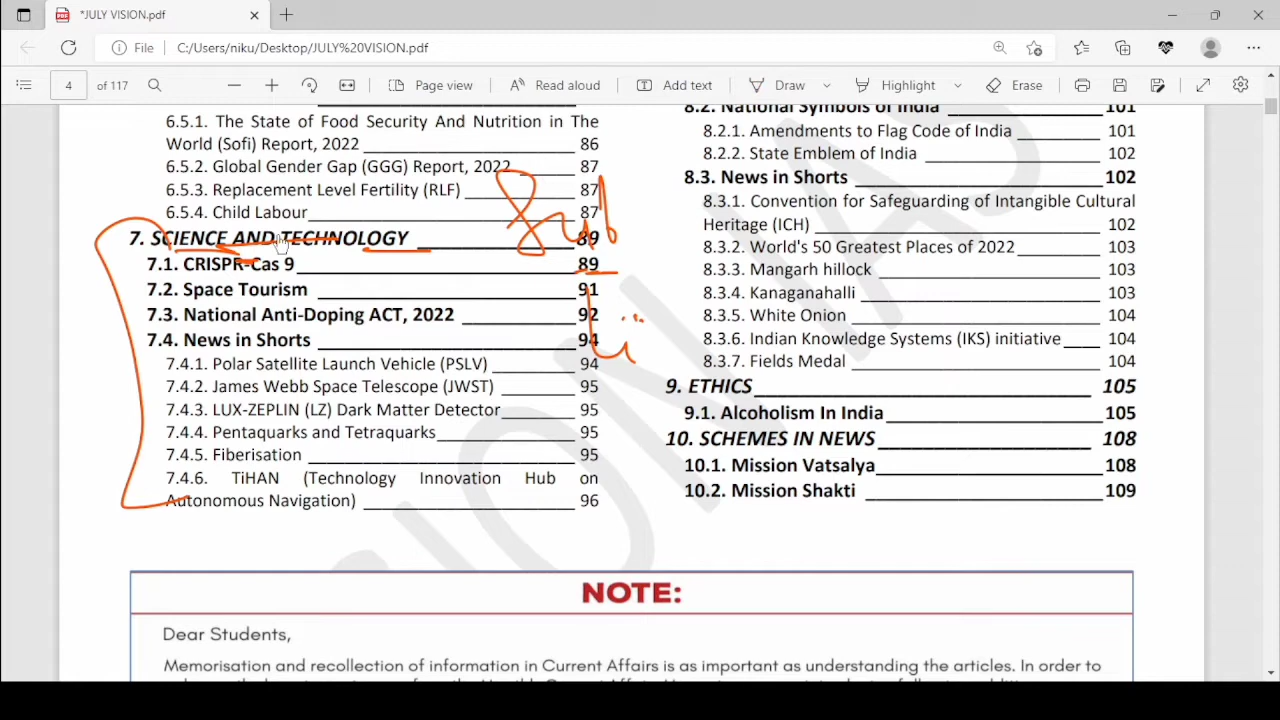 *JULY VISION.pdf
File
C:/Users/niku/Desktop/JULY%20VISION.pdf
4
of 117
Page view
Read aloud
Add text
Draw
Highlight
Erase
6.5.1. The State of Food Security And Nutrition in The
World (Sofi) Report, 2022 86
6.5.2. Global Gender Gap (GGG) Report, 2022 87
6.5.3. Replacement Level Fertility (RLF) 87
6.5.4. Child Labour 87
7. SCIENCE AND TECHNOLOGY 89
7.1. CRISPR-Cas 9 89
7.2. Space Tourism 91
7.3. National Anti-Doping ACT, 2022 92
7.4. News in Shorts 94
7.4.1. Polar Satellite Launch Vehicle (PSLV) 94
7.4.2. James Webb Space Telescope (JWST) 95
7.4.3. LUX-ZEPLIN (LZ) Dark Matter Detector 95
7.4.4. Pentaquarks and Tetraquarks 95
7.4.5. Fiberisation 95
7.4.6. TiHAN (Technology Innovation Hub on
Autonomous Navigation) 96
Sub
8.2. National Symbols of India 101
8.2.1. Amendments to Flag Code of India 101
8.2.2. State Emblem of India 102
8.3. News in Shorts 102
8.3.1. Convention for Safeguarding of Intangible Cultural
Heritage (ICH) 102
8.3.2. World's 50 Greatest Places of 2022 103
8.3.3. Mangarh hillock 103
8.3.4. Kanaganahalli 103
8.3.5. White Onion 104
8.3.6. Indian Knowledge Systems (IKS) initiative 104
8.3.7. Fields Medal 104
9. ETHICS 105
9.1. Alcoholism In India 105
10. SCHEMES IN NEWS 108
10.1. Mission Vatsalya 108
10.2. Mission Shakti 109
NOTE:
Dear Students,
Memorisation and recollection of information in Current Affairs is as important as understanding the articles. In order to